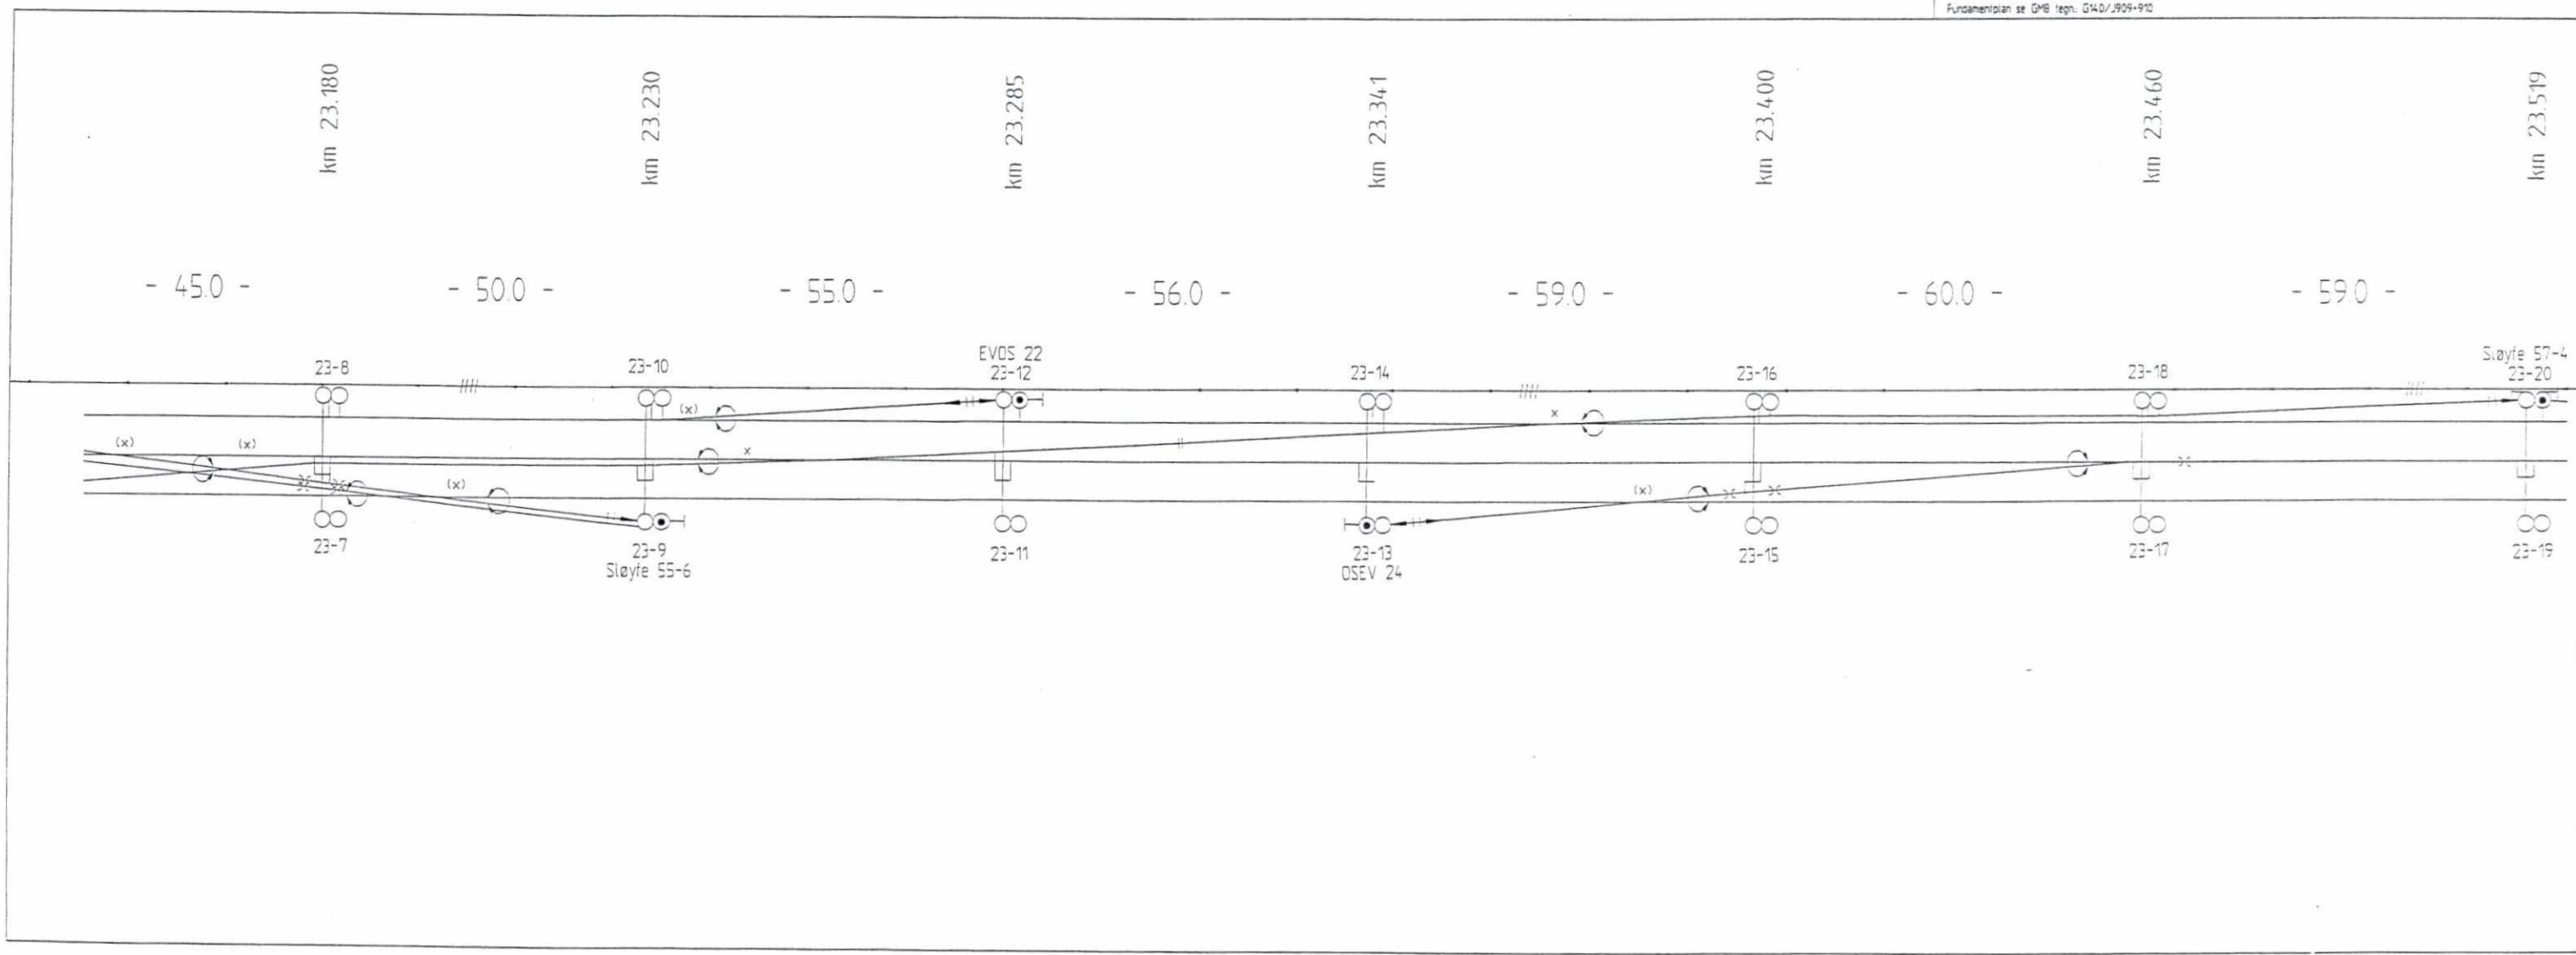 Fundamentplan se GMB tegn.: G140/J909+910
km 23.180
km 23.230
km 23.285
km 23.341
km 23.400
km 23.460
km 23.519
- 45.0 -
- 50.0 -
- 55.0 -
- 56.0 -
- 59.0 -
- 60.0 -
- 59.0 -
23-8
23-10
EVOS 22
23-12
23-14
23-16
23-18
Sløyfe 57-4
23-20
(x)
x
(x)
(x)
x
(x)
(x)
23-7
23-9
Sløyfe 55-6
23-11
23-13
OSEV 24
23-15
23-17
23-19